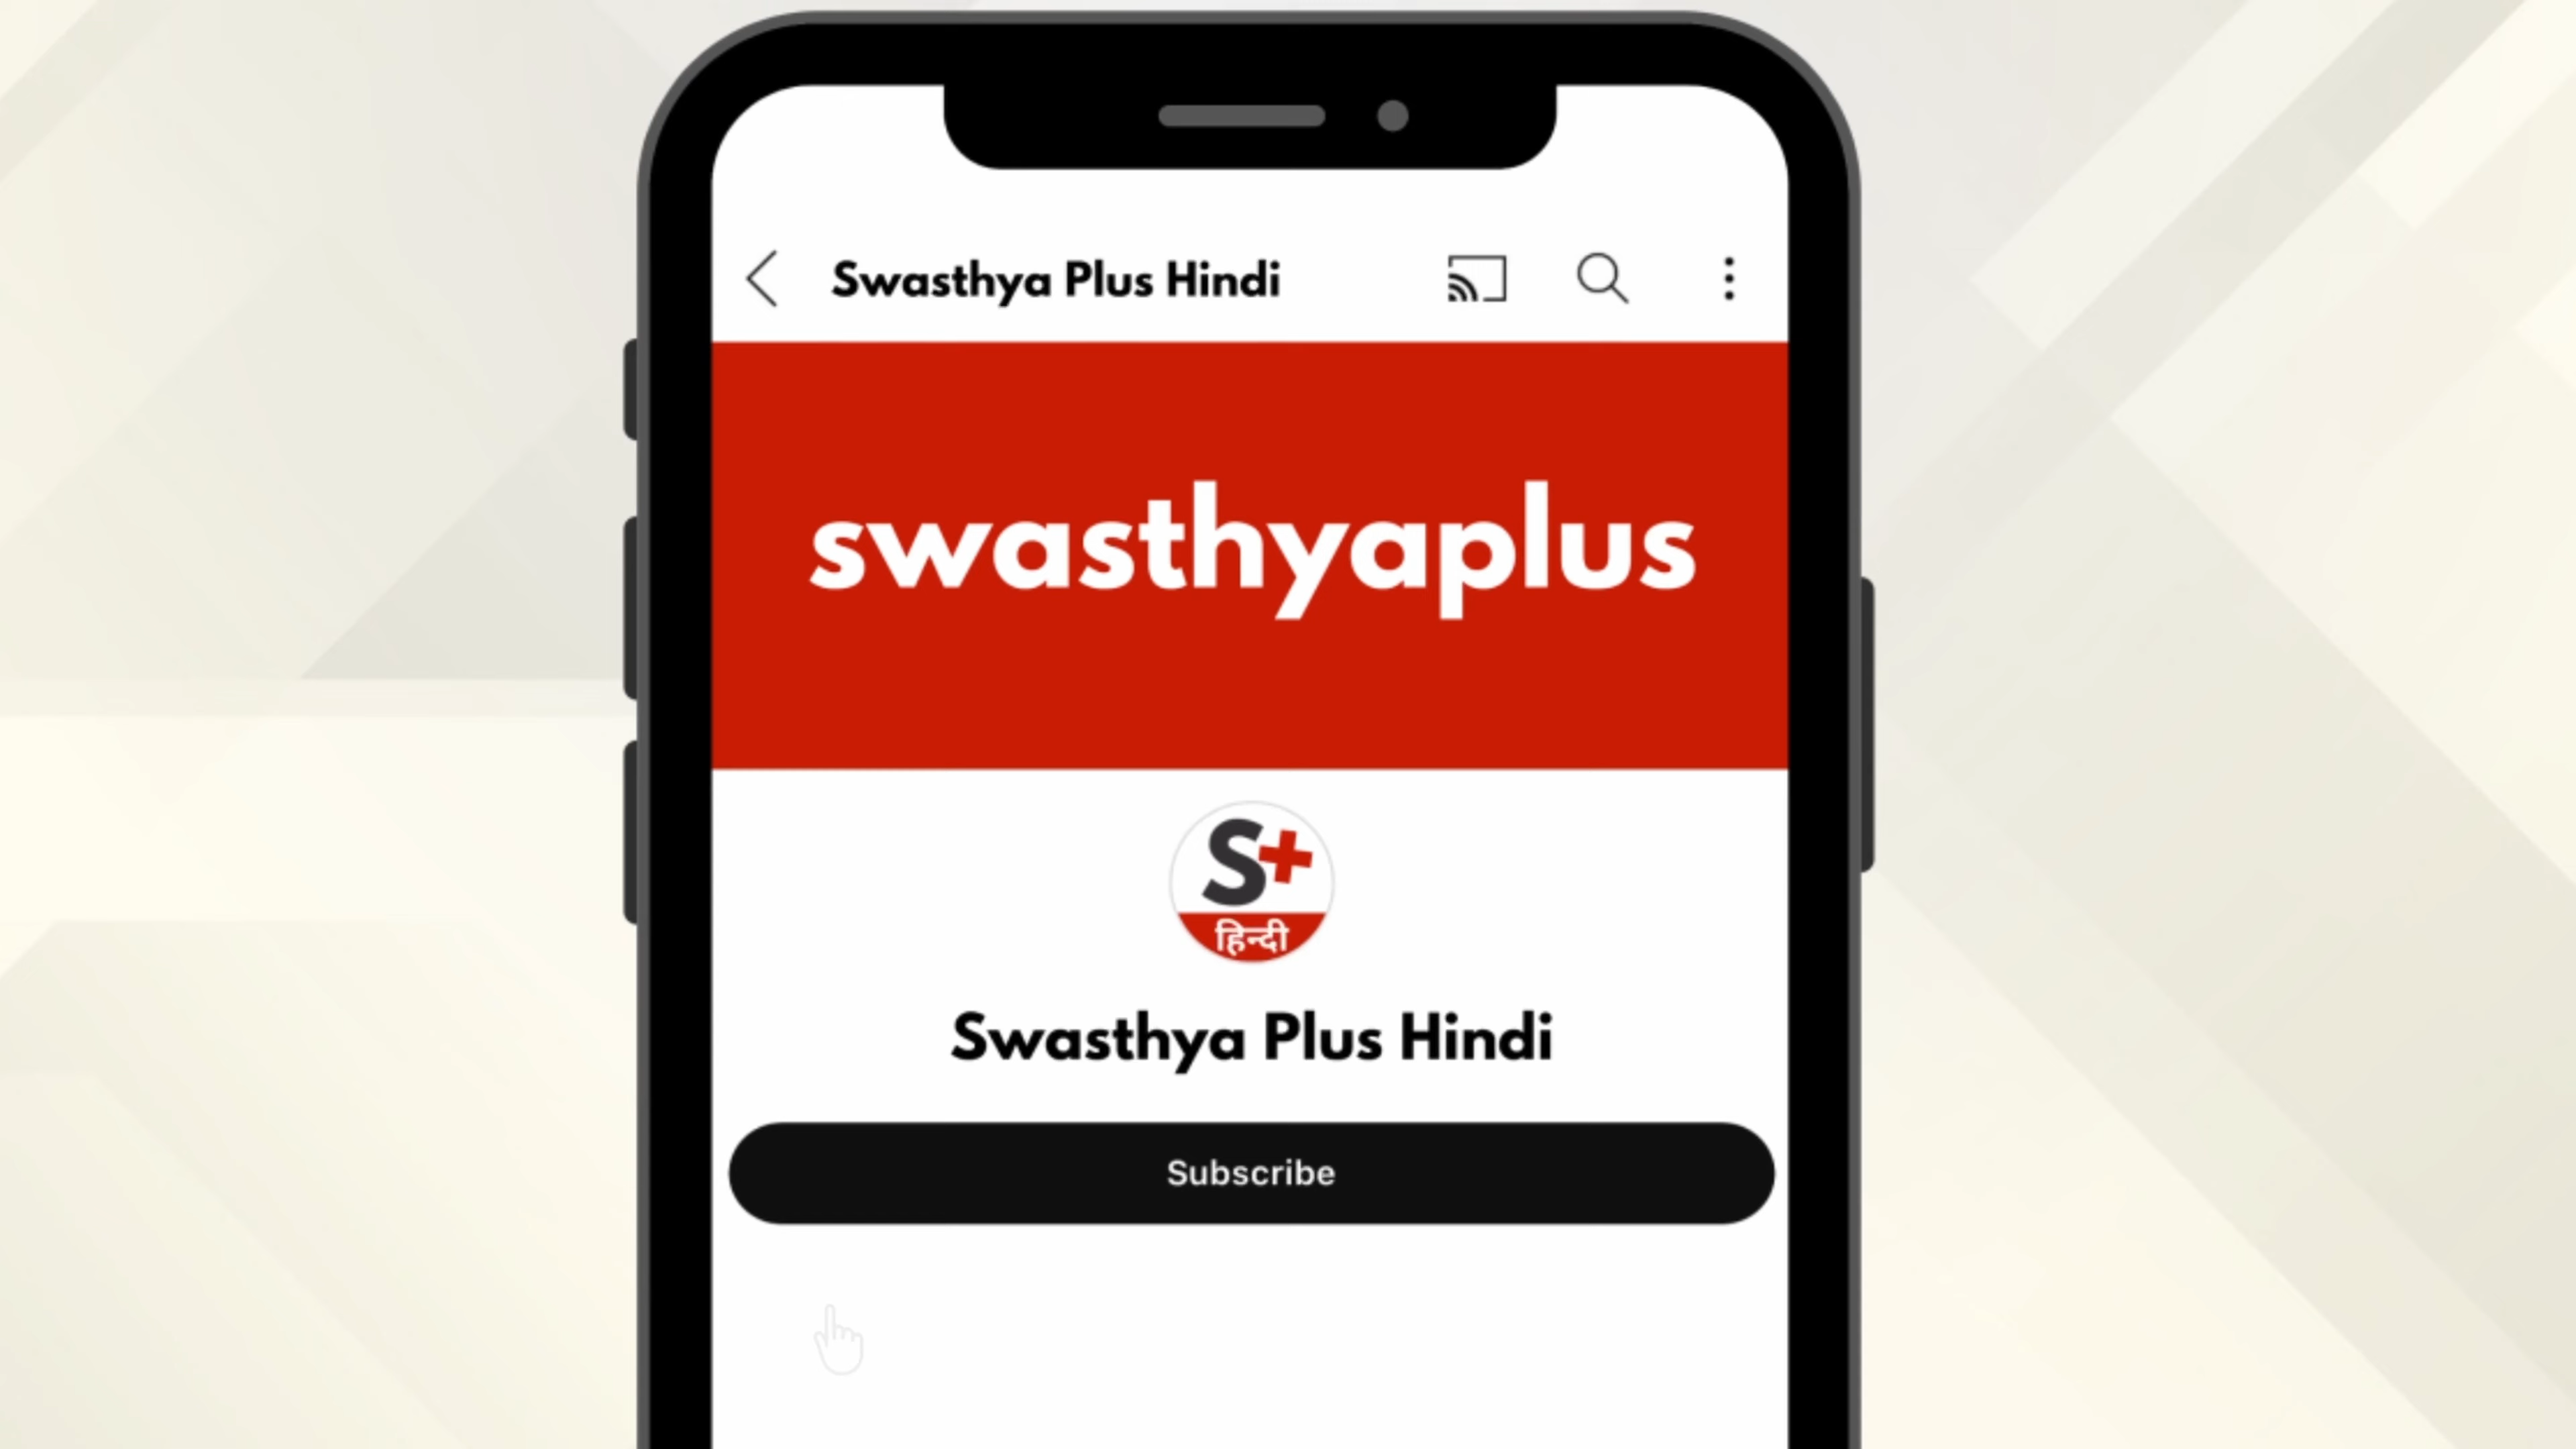 Swasthya Plus Hindi
swasthyaplus
S+
हिन्दी
Swasthya Plus Hindi
Subscribe